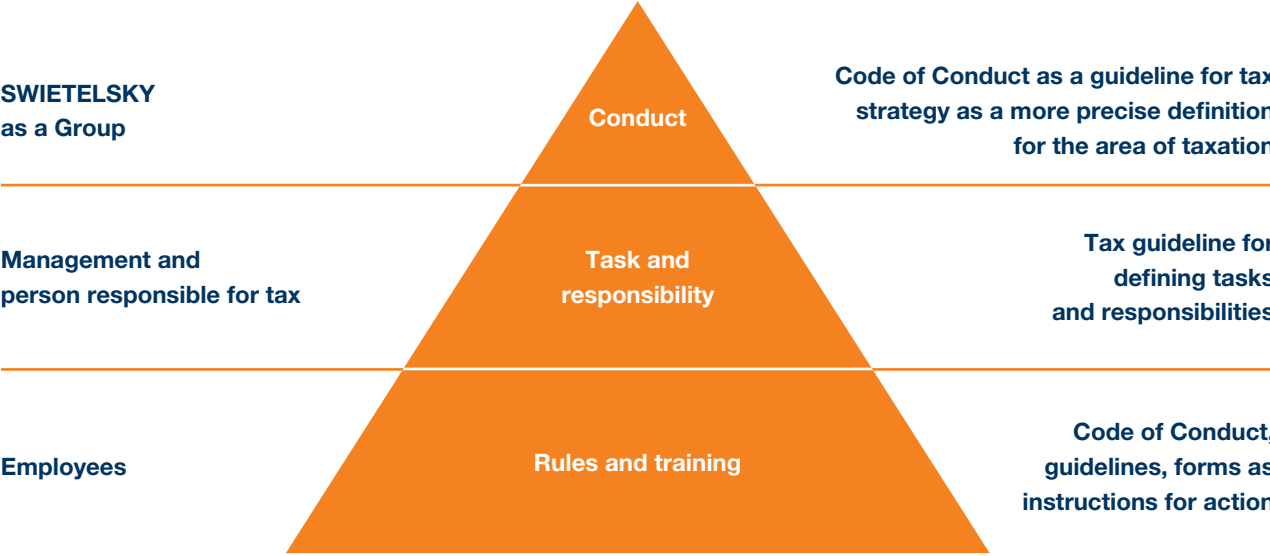 SWIETELSKY
as a Group
Conduct
Code of Conduct as a guideline for tax
strategy as a more precise definition
for the area of taxation
Management and
person responsible for tax
Task and
responsibility
Tax guideline for
defining tasks
and responsibilities
Employees
Rules and training
Code of Conduct,
guidelines, forms as
instructions for action